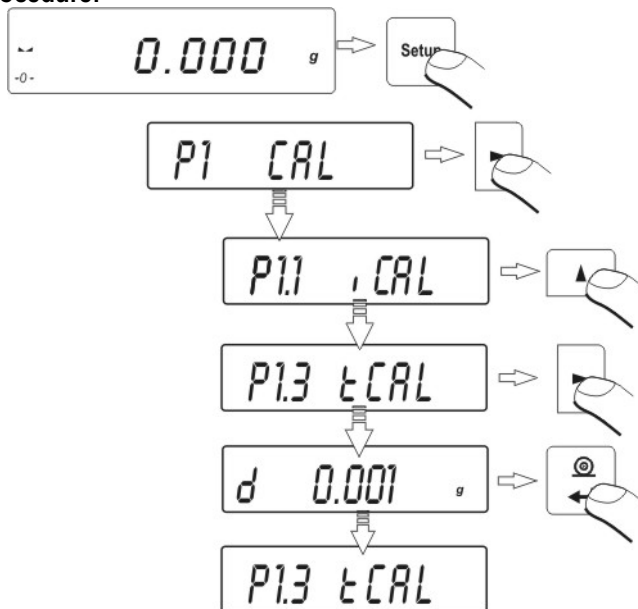 ocedure:
0.000 g
-0-
Setup
P1 CAL
P1.1 iCAL
P1.3 tCAL
d 0.001 g
P1.3 tCAL